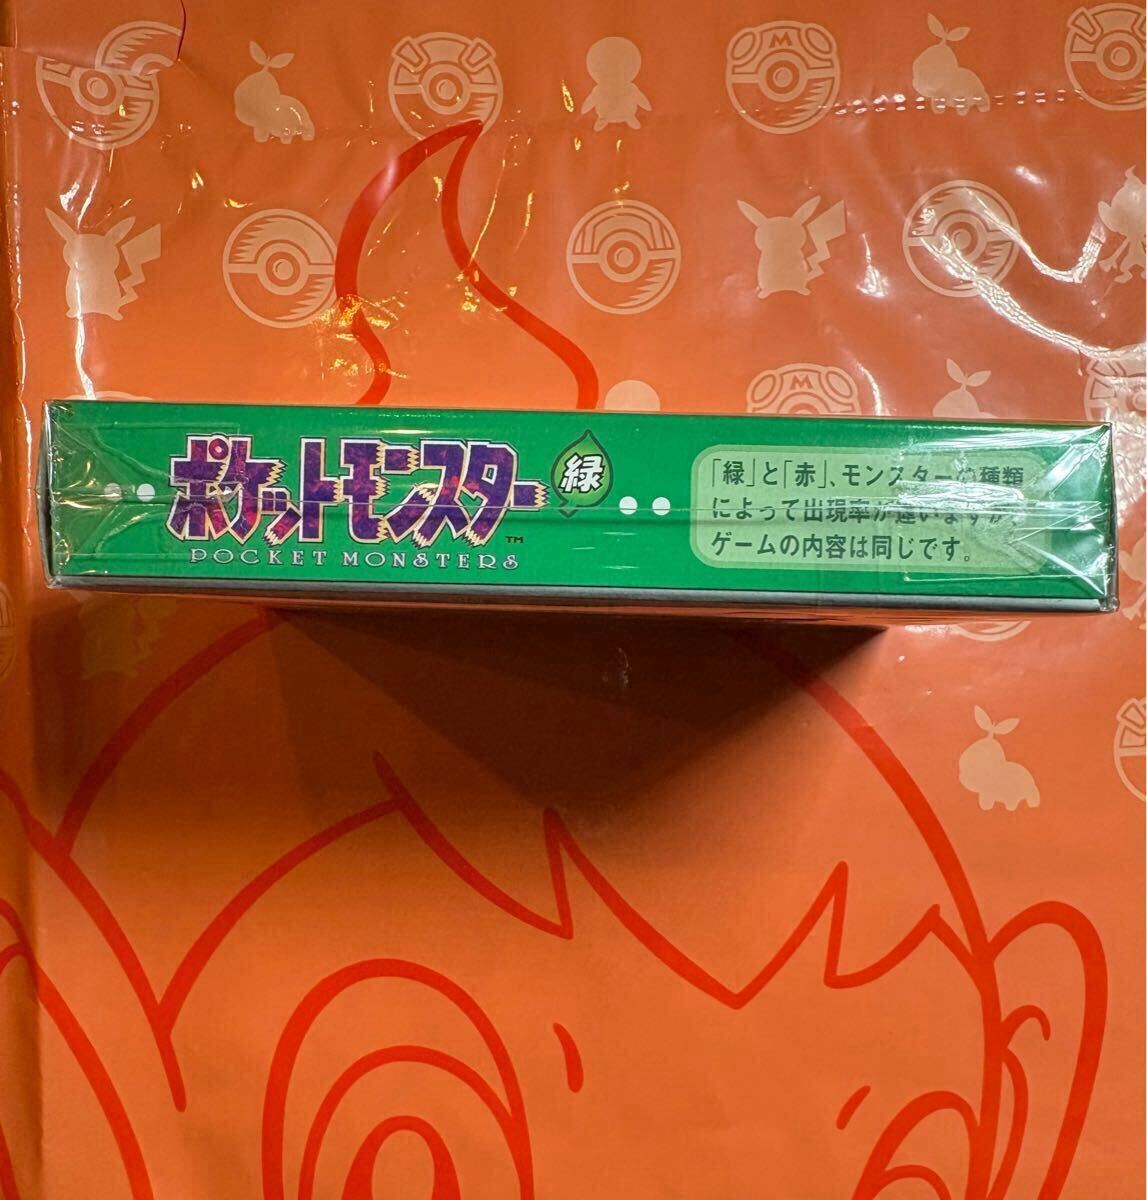 ポケットモンスター 緑
POCKET MONSTERS
TM
「緑」と「赤」、モンスターの種類
によって出現率が違いますが、
ゲームの内容は同じです。
M
M